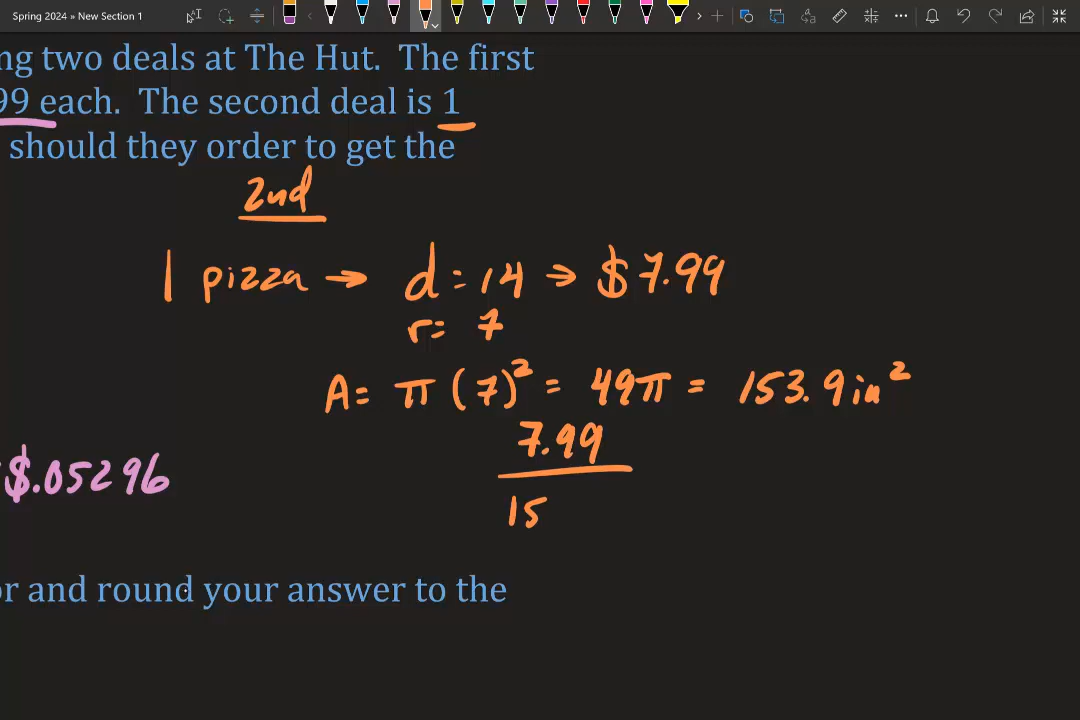 Spring 2024 » New Section 1
ng two deals at The Hut. The first
99 each. The second deal is 1
should they order to get the
2nd
1 pizza → d = 14 → $7.99
r = 7
A = π (7)² = 49π = 153.9 in²
7.99
15
$.05296
or and round your answer to the